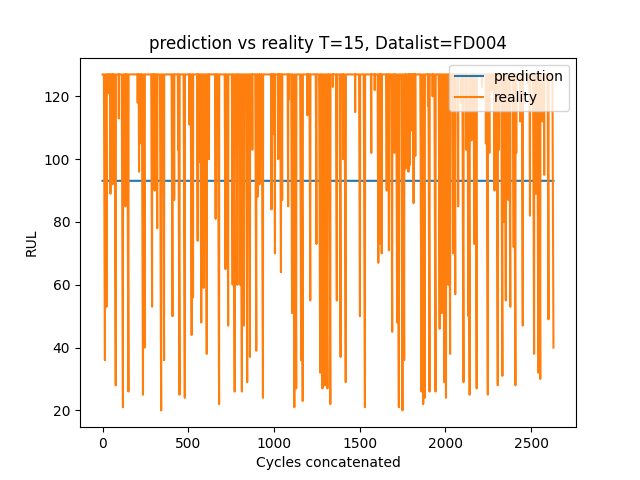 prediction vs reality T=15, Datalist=FD004
prediction
reality
120
100
80
60
40
20
RUL
0 500 1000 1500 2000 2500
Cycles concatenated